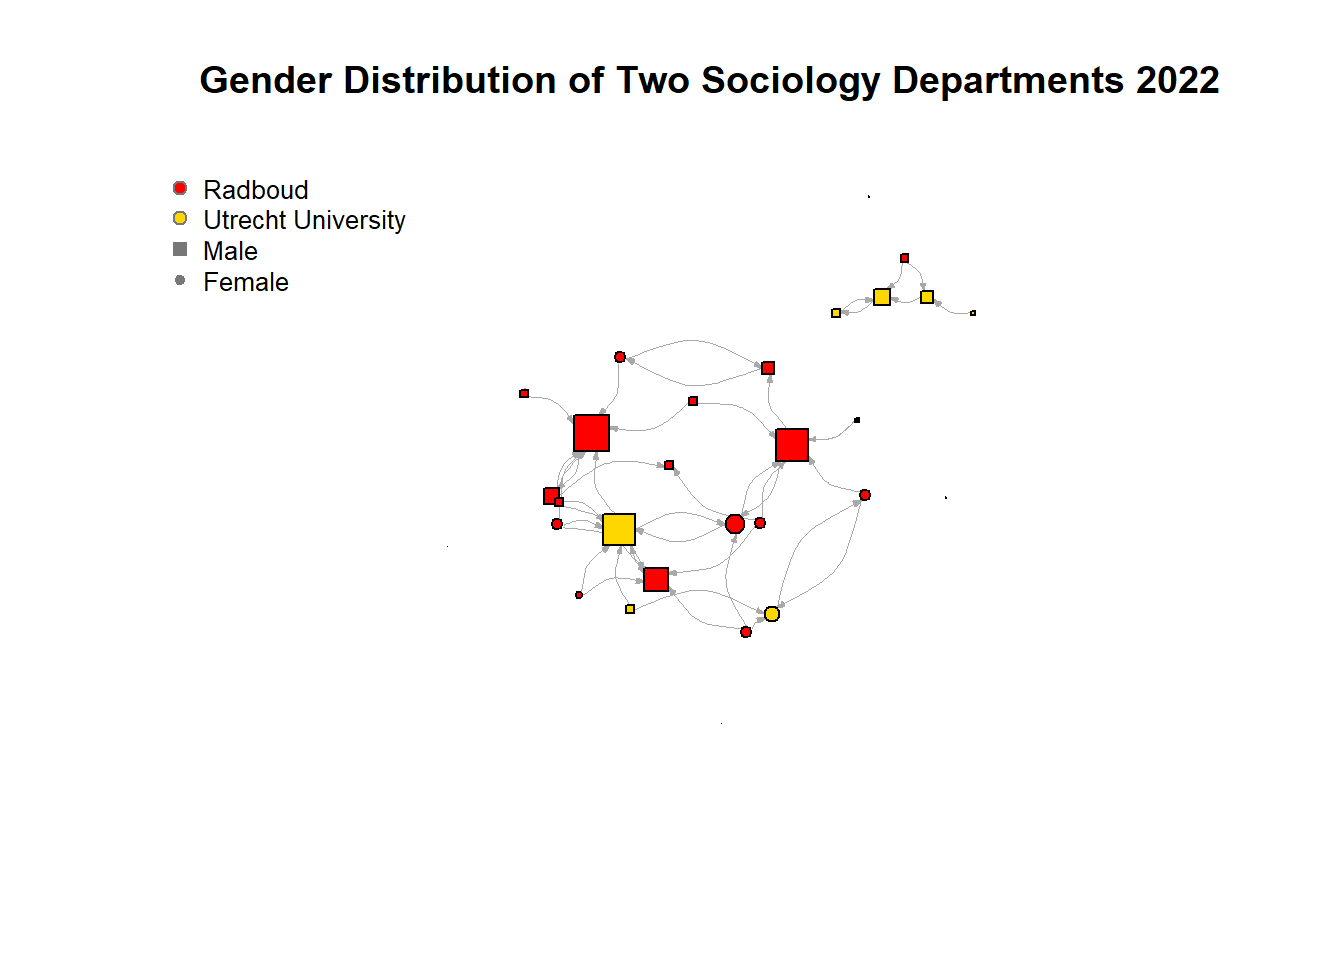 Gender Distribution of Two Sociology Departments 2022
Radboud
Utrecht University
Male
Female